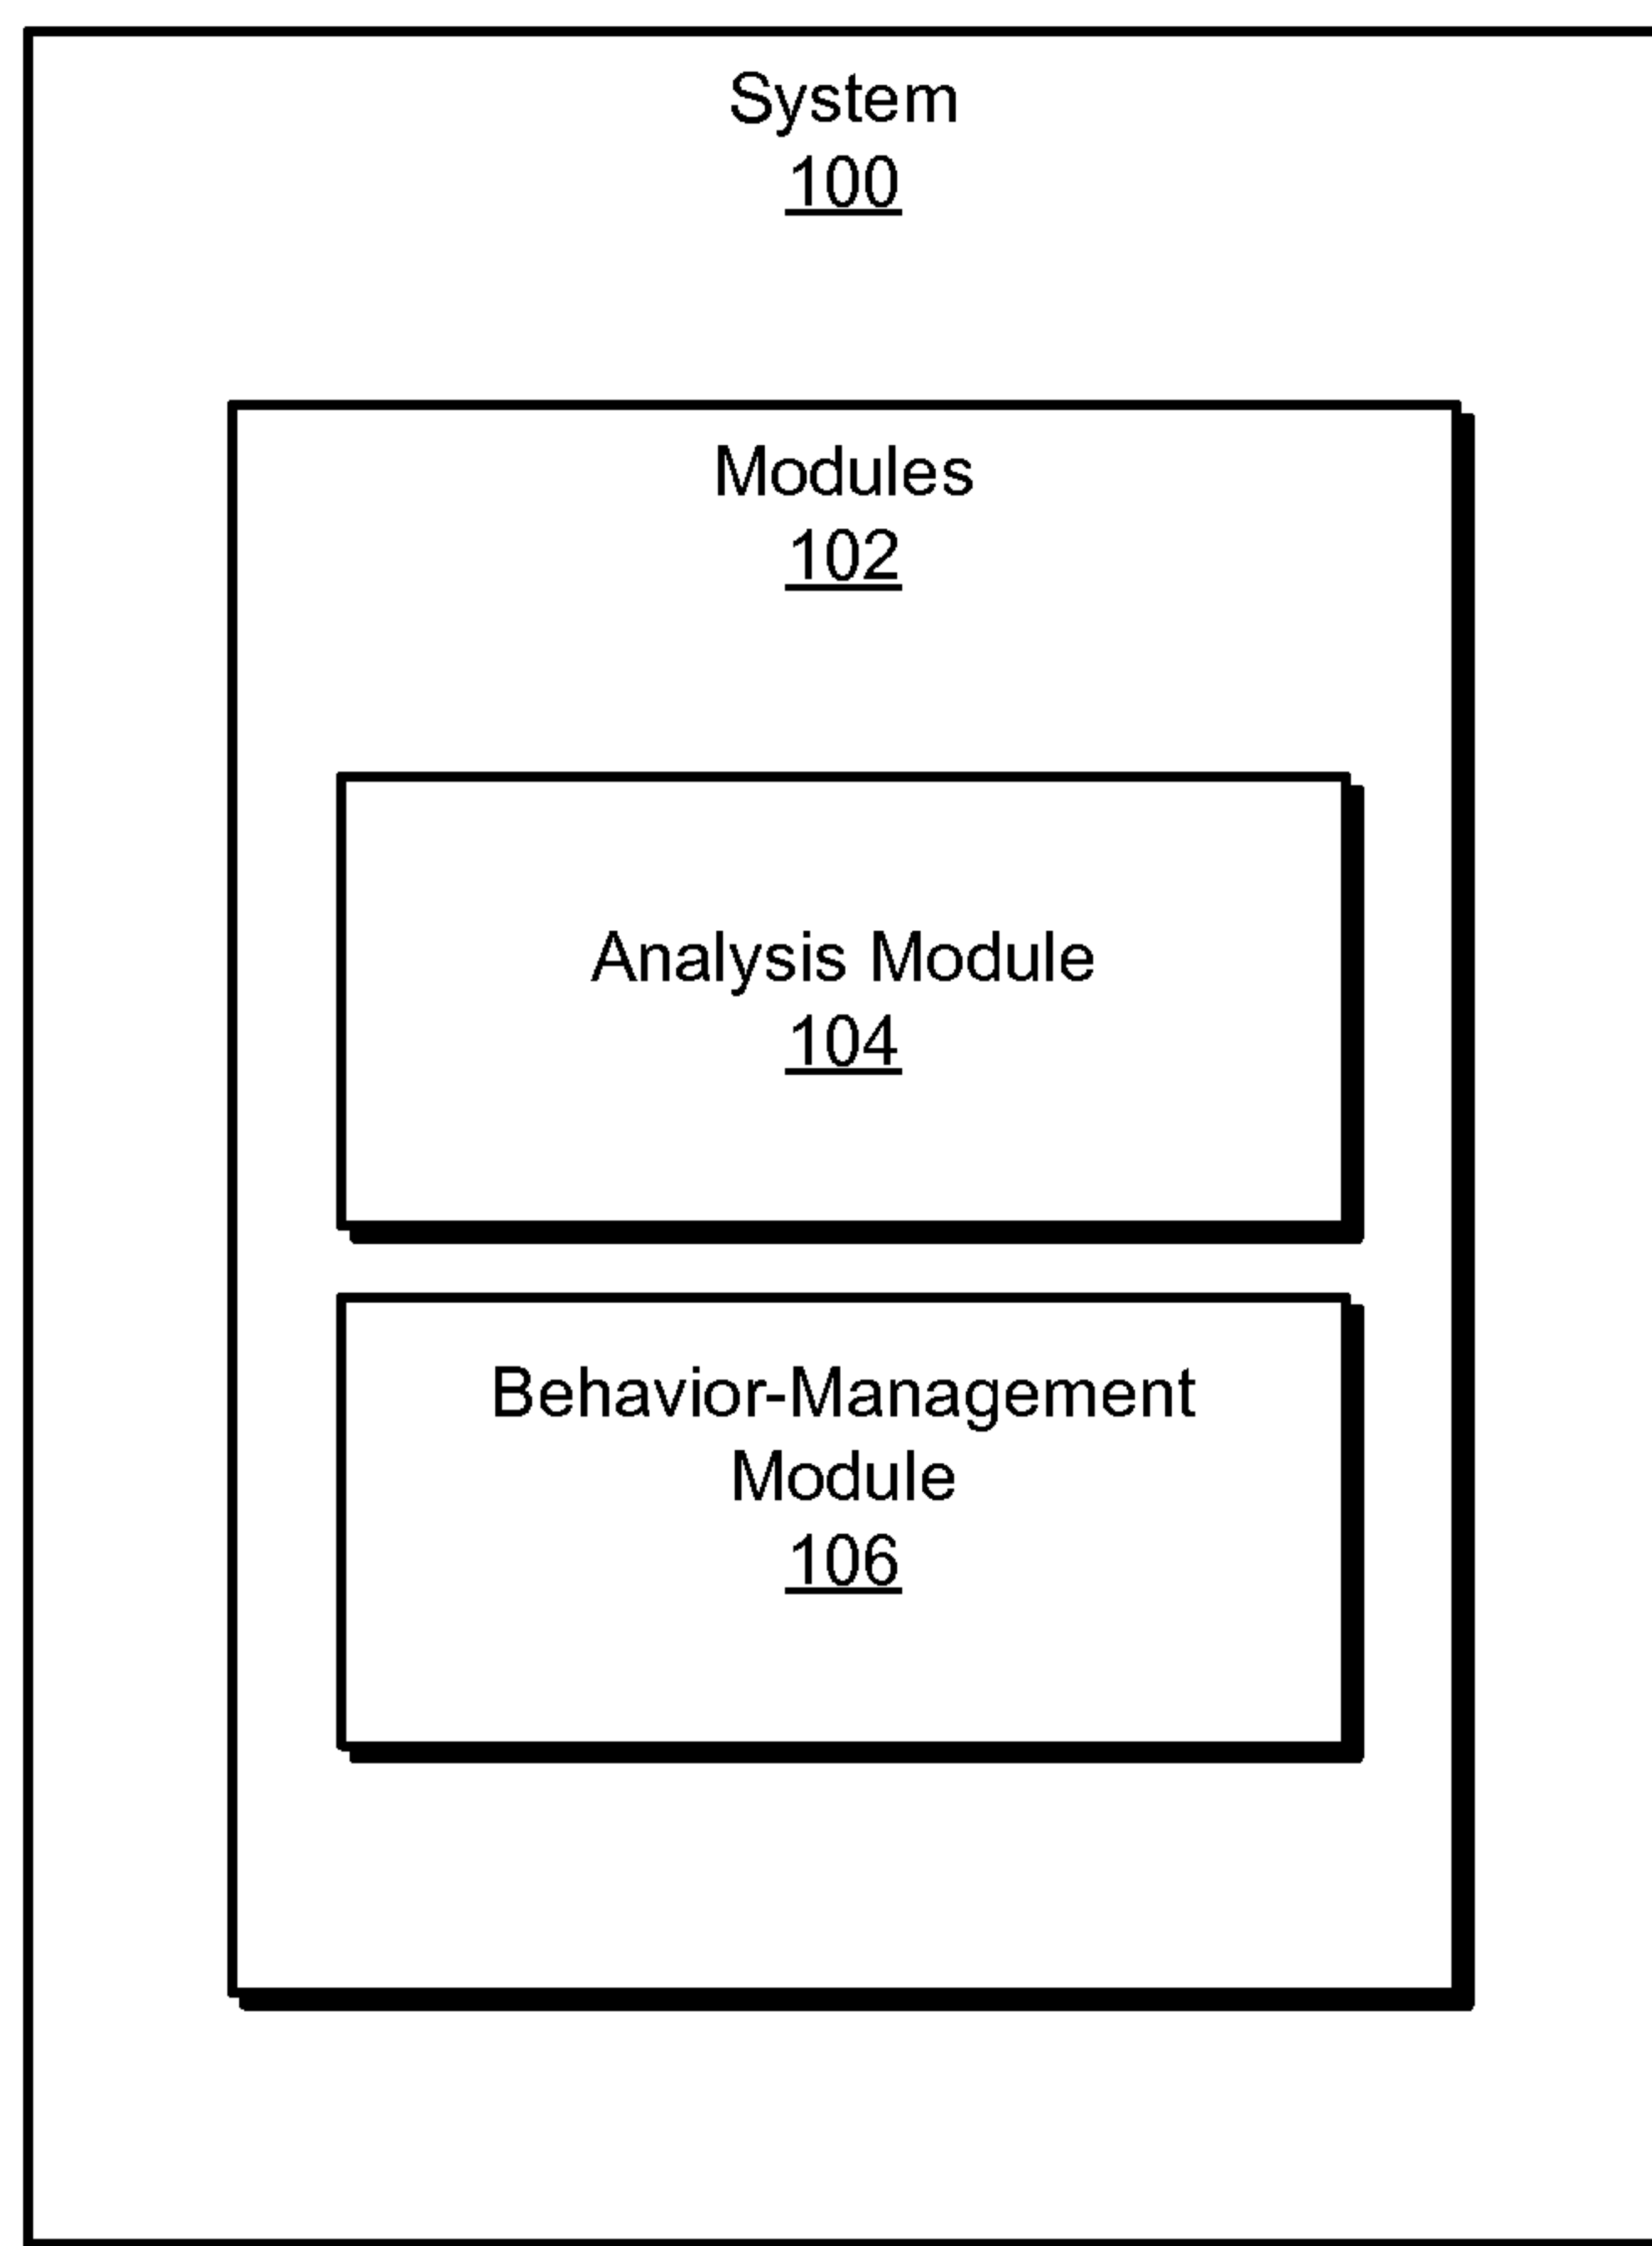 System
100
Modules
102
Analysis Module
104
Behavior-Management
Module
106